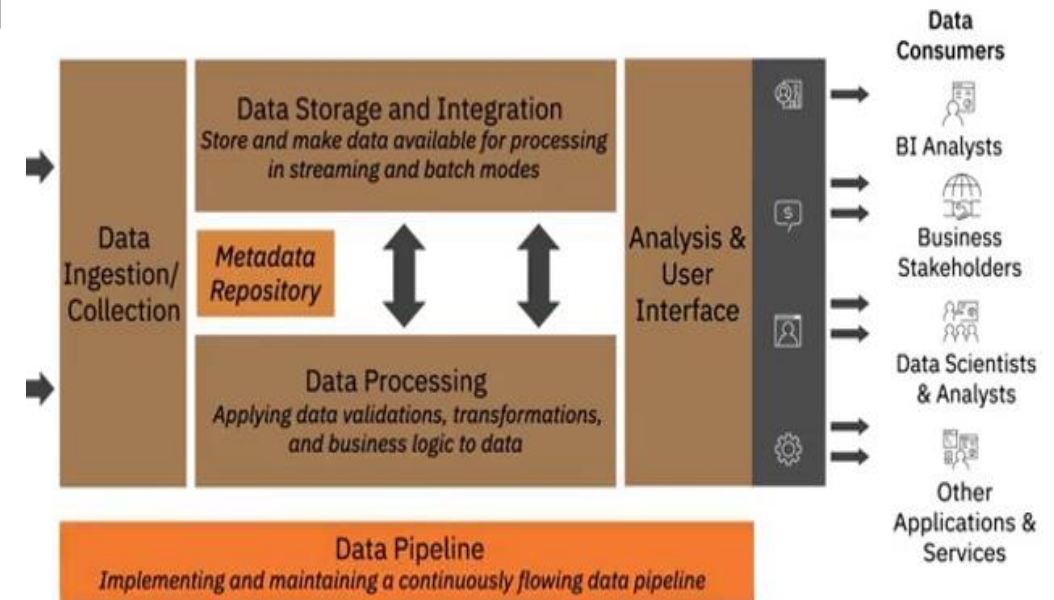 Data
Consumers
Data Storage and Integration
Store and make data available for processing
in streaming and batch modes
Data
Ingestion/
Collection
Metadata
Repository
Analysis &
User
Interface
Data Processing
Applying data validations, transformations,
and business logic to data
S
BI Analysts
Business
Stakeholders
Data Scientists
& Analysts
Other
Applications &
Services
Data Pipeline
Implementing and maintaining a continuously flowing data pipeline